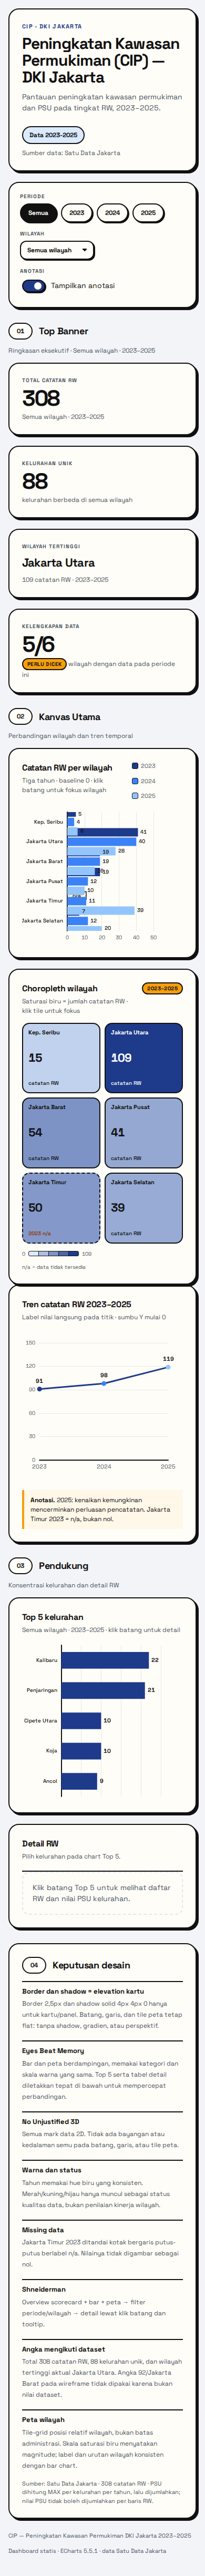 CIP - DKI JAKARTA
Peningkatan Kawasan
Permukiman (CIP) —
DKI Jakarta
Pantauan peningkatan kawasan permukiman
dan PSU pada tingkat RW, 2023–2025.
Data 2023-2025
Sumber data: Satu Data Jakarta
PERIODE
Semua
2023
2024
2025
WILAYAH
Semua wilayah
ANOTASI
Tampilkan anotasi
01 Top Banner
Ringkasan eksekutif · Semua wilayah · 2023–2025
TOTAL CATATAN RW
308
Semua wilayah · 2023–2025
KELURAHAN UNIK
88
kelurahan berbeda di semua wilayah
WILAYAH TERTINGGI
Jakarta Utara
109 catatan RW · 2023–2025
KELENGKAPAN DATA
5/6
PERLU DICEK wilayah dengan data pada periode
ini
02 Kanvas Utama
Perbandingan wilayah dan tren temporal
Catatan RW per wilayah
Tiga tahun · baseline 0 · klik
batang untuk fokus wilayah
2023
2024
2025
Kep. Seribu
5
4
Jakarta Utara
41
40
28
Jakarta Barat
19
19
Jakarta Pusat
19
12
10
Jakarta Timur
11
39
Jakarta Selatan
7
12
20
0 10 20 30 40 50
Choropleth wilayah
2023–2025
Saturasi biru = jumlah catatan RW ·
klik tile untuk fokus
Kep. Seribu
15
catatan RW
Jakarta Utara
109
catatan RW
Jakarta Barat
54
catatan RW
Jakarta Pusat
41
catatan RW
Jakarta Timur
50
2023 n/a
Jakarta Selatan
39
catatan RW
0 109
n/a = data tidak tersedia
Tren catatan RW 2023–2025
Label nilai langsung pada titik · sumbu Y mulai 0
150
120
90
60
30
0
91
98
119
2023 2024 2025
Anotasi. 2025: kenaikan kemungkinan
mencerminkan perluasan pencatatan. Jakarta
Timur 2023 = n/a, bukan nol.
03 Pendukung
Konsentrasi kelurahan dan detail RW
Top 5 kelurahan
Semua wilayah · 2023–2025 · klik batang untuk detail
Kalibaru 22
Penjaringan 21
Cipete Utara 10
Koja 10
Ancol 9
Detail RW
Pilih kelurahan pada chart Top 5.
Klik batang Top 5 untuk melihat daftar
RW dan nilai PSU kelurahan.
04 Keputusan desain
Border dan shadow = elevation kartu
Border 2,5px dan shadow solid 4px 4px 0 hanya
untuk kartu/panel. Batang, garis, dan tile peta tetap
flat: tanpa shadow, gradien, atau perspektif.
Eyes Beat Memory
Bar dan peta berdampingan, memakai kategori dan
skala warna yang sama. Top 5 serta tabel detail
diletakkan tepat di bawah untuk mempercepat
perbandingan.
No Unjustified 3D
Semua mark data 2D. Tidak ada bayangan atau
kedalaman semu pada batang, garis, atau tile peta.
Warna dan status
Tahun memakai hue biru yang konsisten.
Merah/kuning/hijau hanya muncul sebagai status
kualitas data, bukan penilaian kinerja wilayah.
Missing data
Jakarta Timur 2023 ditandai kotak bergaris putus-
putus berlabel n/a. Nilainya tidak digambar sebagai
nol.
Shneiderman
Overview scorecard + bar + peta → filter
periode/wilayah → detail lewat klik batang dan
tooltip.
Angka mengikuti dataset
Total 308 catatan RW, 88 kelurahan unik, dan wilayah
tertinggi aktual Jakarta Utara. Angka 92/Jakarta
Barat pada wireframe tidak dipakai karena bukan
nilai dataset.
Peta wilayah
Tile-grid posisi relatif wilayah, bukan batas
administrasi. Skala saturasi biru menyatakan
magnitude; label dan urutan wilayah konsisten
dengan bar chart.
Sumber: Satu Data Jakarta · 308 catatan RW · PSU
dihitung MAX per kelurahan per tahun, lalu dijumlahkan;
nilai PSU tidak boleh dijumlahkan per baris RW.
CIP — Peningkatan Kawasan Permukiman DKI Jakarta 2023–2025
Dashboard statis · ECharts 5.5.1 · data Satu Data Jakarta